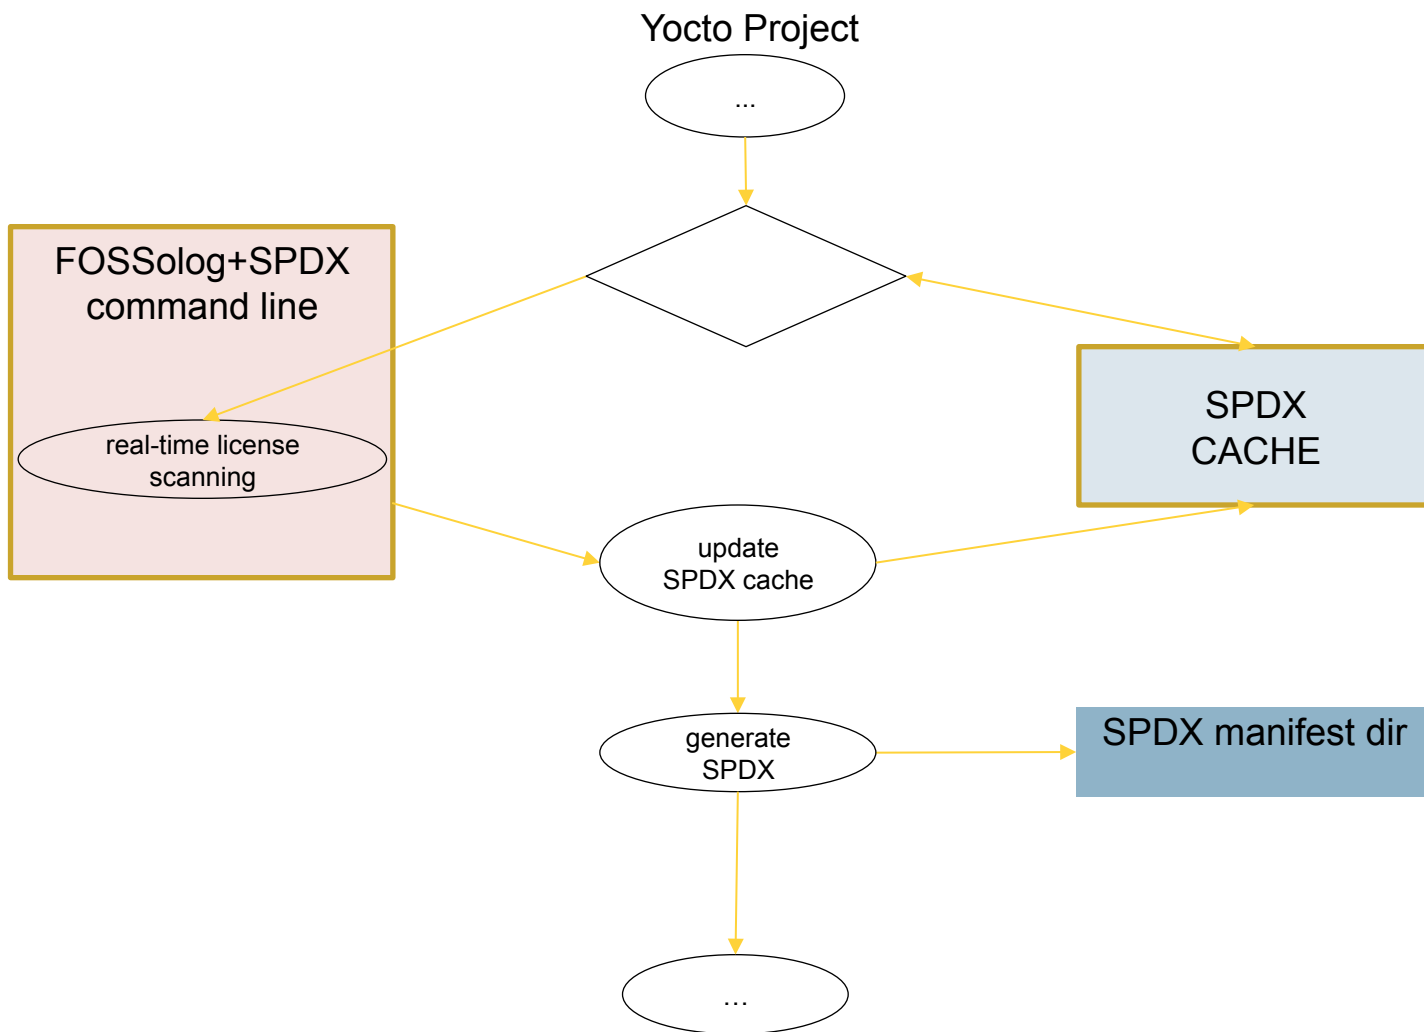 Yocto Project
...
FOSSolog+SPDX
command line
real-time license
scanning
SPDX
CACHE
update
SPDX cache
generate
SPDX
SPDX manifest dir
...